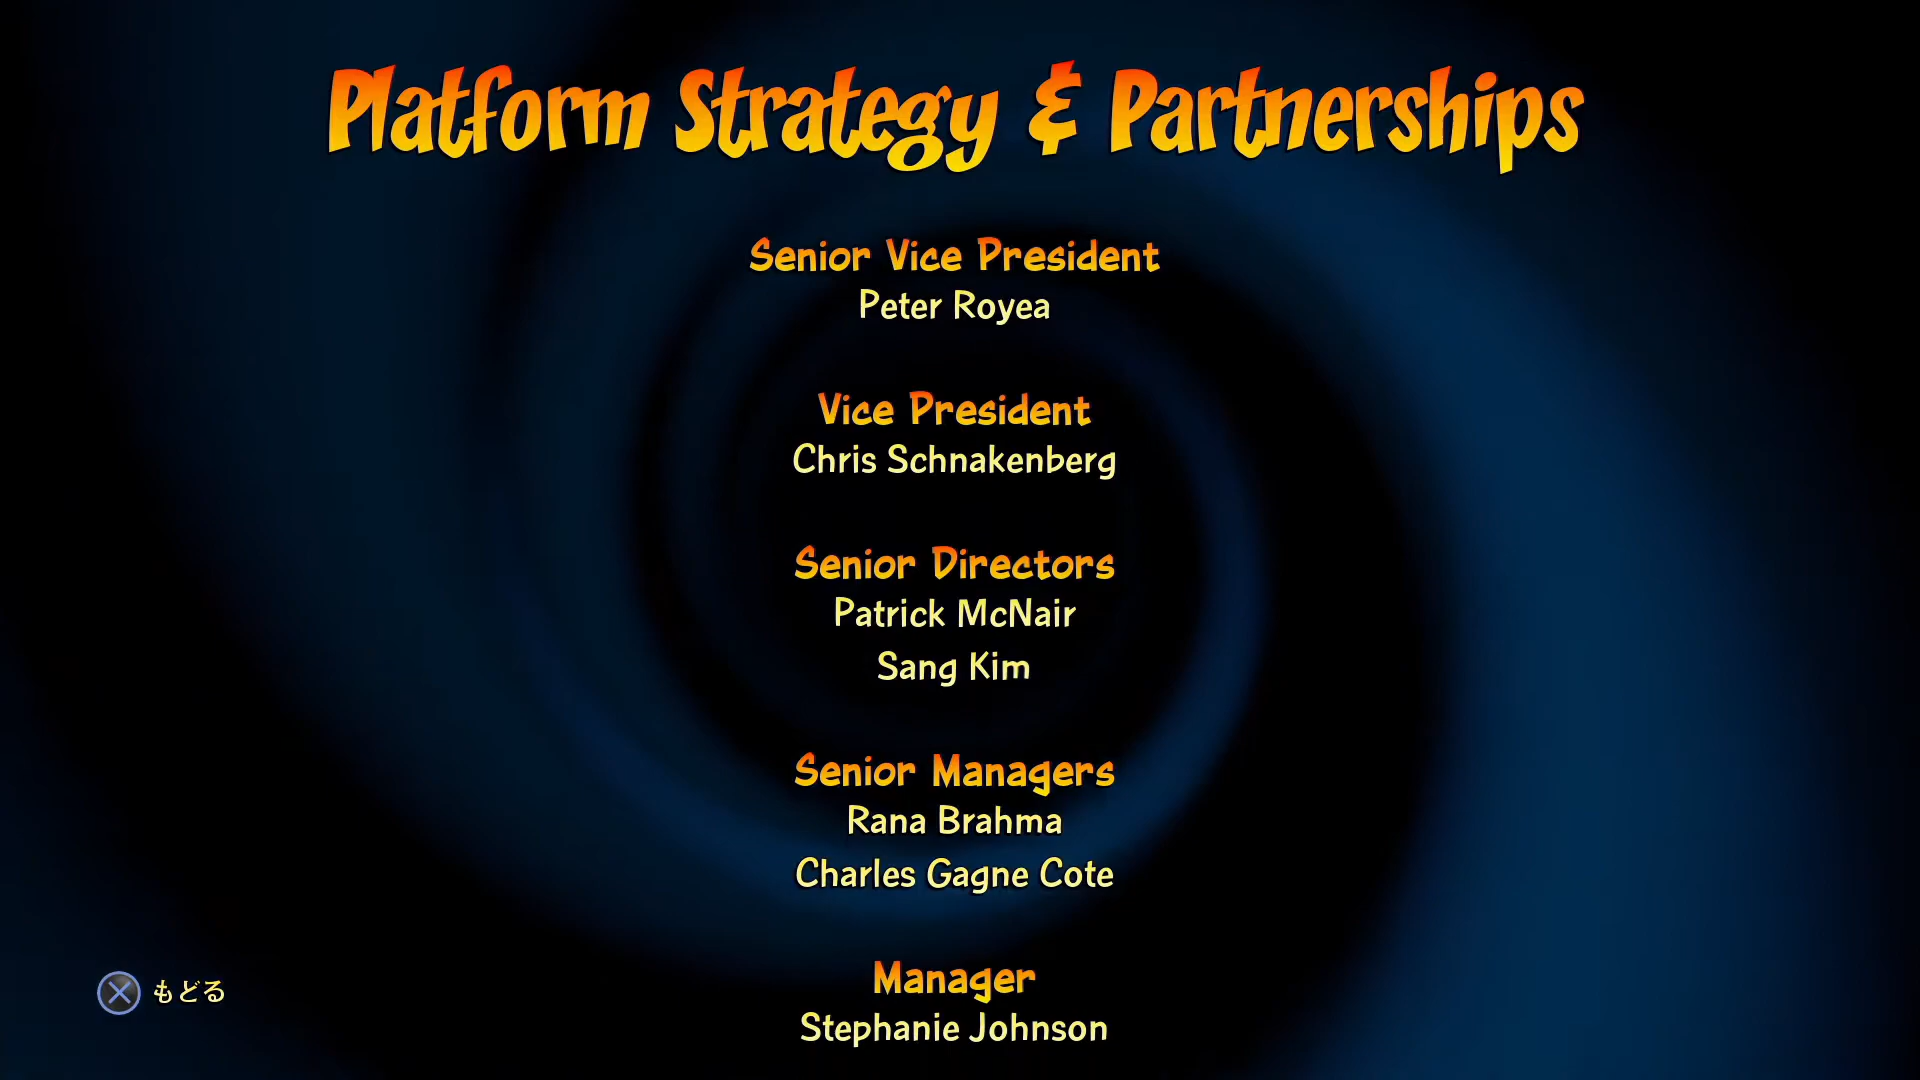 Platform Strategy & Partnerships
Senior Vice President
Peter Royea
Vice President
Chris Schnakenberg
Senior Directors
Patrick McNair
Sang Kim
Senior Managers
Rana Brahma
Charles Gagne Cote
Manager
Stephanie Johnson
もどる